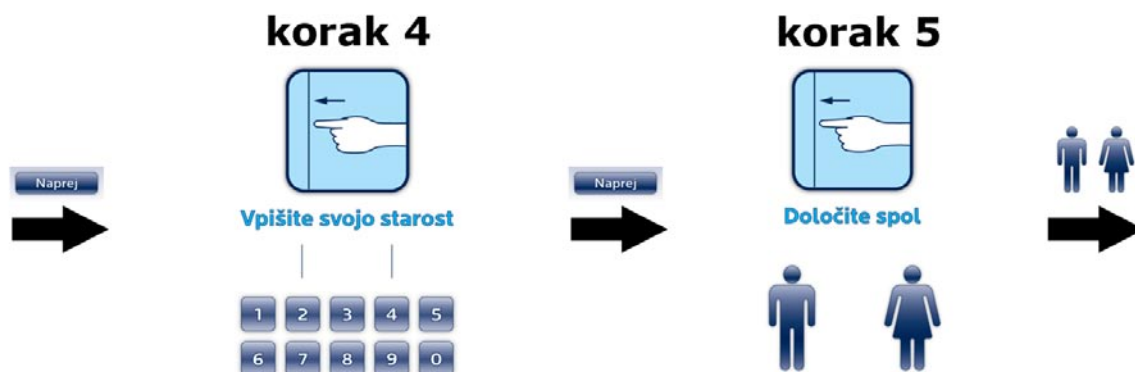 korak 4
korak 5
Naprej
Vpišite svojo starost
Naprej
Določite spol
1 2 3 4 5
6 7 8 9 0